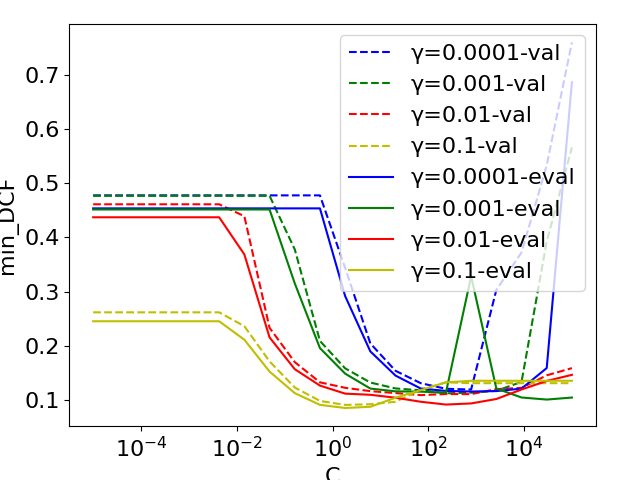 min_DCF
0.7
0.6
0.5
0.4
0.3
0.2
0.1
γ=0.0001-val
γ=0.001-val
γ=0.01-val
γ=0.1-val
γ=0.0001-eval
γ=0.001-eval
γ=0.01-eval
γ=0.1-eval
10⁻⁴
10⁻²
10⁰
10²
10⁴
C